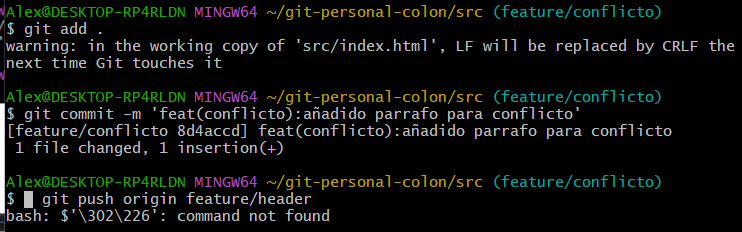 Alex@DESKTOP-RP4RLDN MINGW64 ~/git-personal-colon/src (feature/conflicto)
$ git add .
warning: in the working copy of 'src/index.html', LF will be replaced by CRLF the
next time Git touches it
Alex@DESKTOP-RP4RLDN MINGW64 ~/git-personal-colon/src (feature/conflicto)
$ git commit -m 'feat(conflicto):añadido parrafo para conflicto'
[feature/conflicto 8d4accd] feat(conflicto):añadido parrafo para conflicto
1 file changed, 1 insertion(+)
Alex@DESKTOP-RP4RLDN MINGW64 ~/git-personal-colon/src (feature/conflicto)
$ git push origin feature/header
bash: $'\302\226': command not found